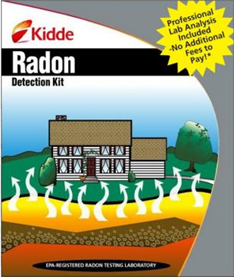 Kidde
Radon
Detection Kit
Professional
Lab Analysis
Included
-No Additional
Fees to
Pay!*
EPA-REGISTERED RADON TESTING LABORATORY